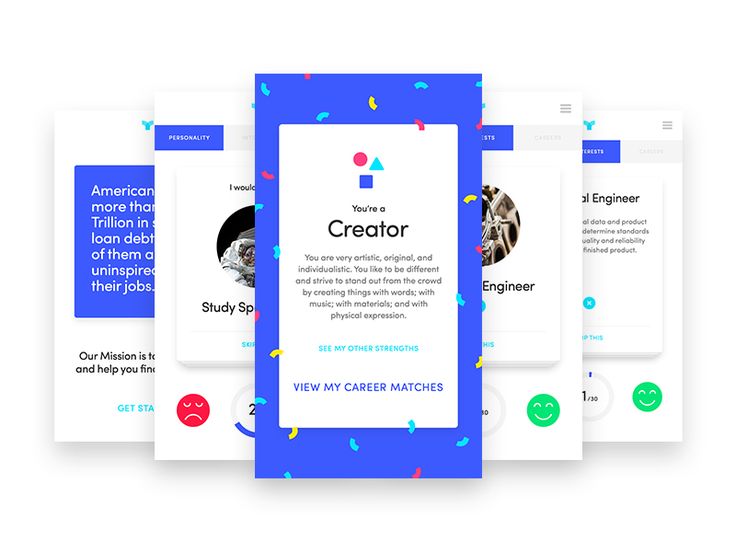 American
more than
Trillion in s
loan debt
of them a
uninspired
their jobs.
Our Mission is to
and help you find
GET STA
PERSONALITY
INT
I would
Study Sp
SKIP
2
You're a
Creator
You are very artistic, original, and
individualistic. You like to be different
and strive to stand out from the crowd
by creating things with words; with
music; with materials; and with
physical expression.
SEE MY OTHER STRENGTHS
VIEW MY CAREER MATCHES
ESTS
CAREERS
Engineer
THIS
30
TERESTS
CAREERS
al Engineer
al data and product
determine standards
uality and reliability
finished product.
P THIS
1/30